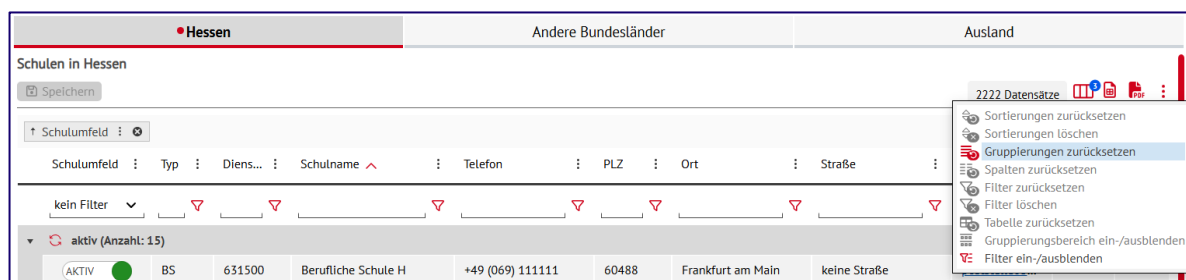 Hessen
Andere Bundesländer
Ausland
Schulen in Hessen
Speichern
2222 Datensätze
3
PDF
↑ Schulumfeld
Schulumfeld Typ Diens... Schulname Telefon PLZ Ort Straße
kein Filter
aktiv (Anzahl: 15)
AKTIV BS 631500 Berufliche Schule H +49 (069) 111111 60488 Frankfurt am Main keine Straße
Sortierungen zurücksetzen
Sortierungen löschen
Gruppierungen zurücksetzen
Spalten zurücksetzen
Filter zurücksetzen
Filter löschen
Tabelle zurücksetzen
Gruppierungsbereich ein-/ausblenden
Filter ein-/ausblenden